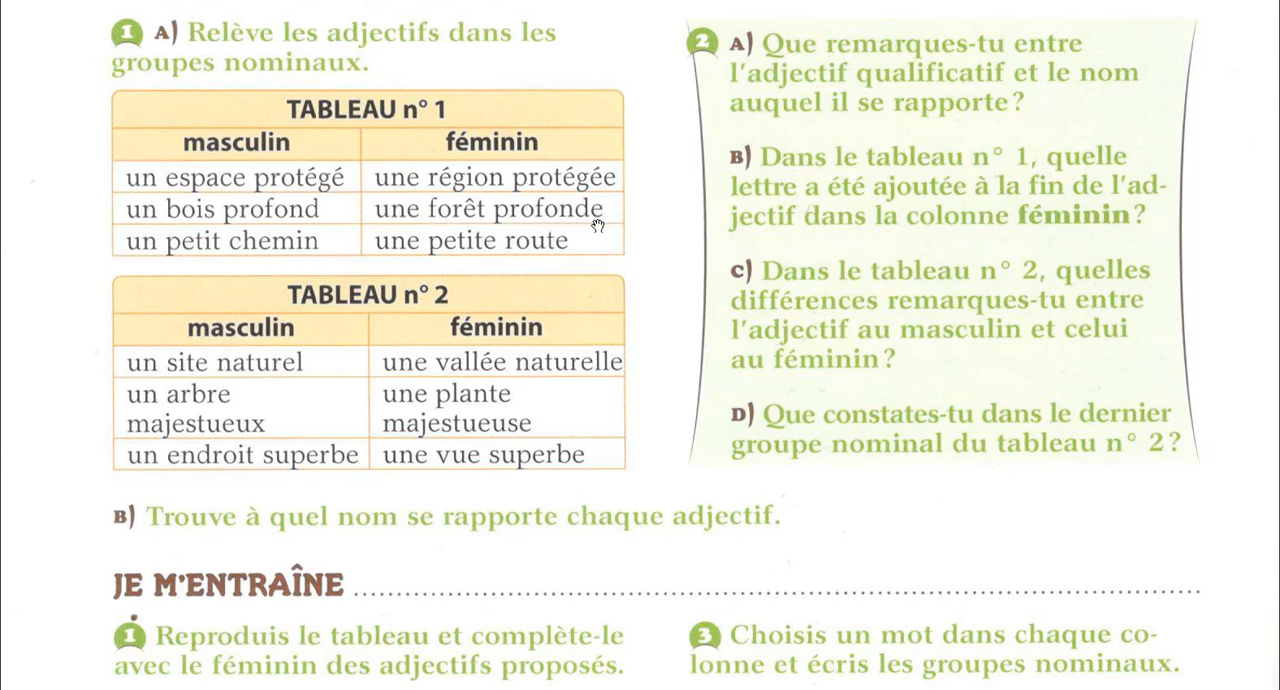 1 A) Relève les adjectifs dans les
groupes nominaux.
TABLEAU n° 1
masculin féminin
un espace protégé une région protégée
un bois profond une forêt profonde
un petit chemin une petite route
TABLEAU n° 2
masculin féminin
un site naturel une vallée naturelle
un arbre une plante
majestueux majestueuse
un endroit superbe une vue superbe
B) Trouve à quel nom se rapporte chaque adjectif.
2 A) Que remarques-tu entre
l'adjectif qualificatif et le nom
auquel il se rapporte ?
B) Dans le tableau n° 1, quelle
lettre a été ajoutée à la fin de l'ad-
jectif dans la colonne féminin ?
C) Dans le tableau n° 2, quelles
différences remarques-tu entre
l'adjectif au masculin et celui
au féminin ?
D) Que constates-tu dans le dernier
groupe nominal du tableau n° 2 ?
JE M'ENTRAÎNE
1 Reproduis le tableau et complète-le
avec le féminin des adjectifs proposés.
3 Choisis un mot dans chaque co-
lonne et écris les groupes nominaux.